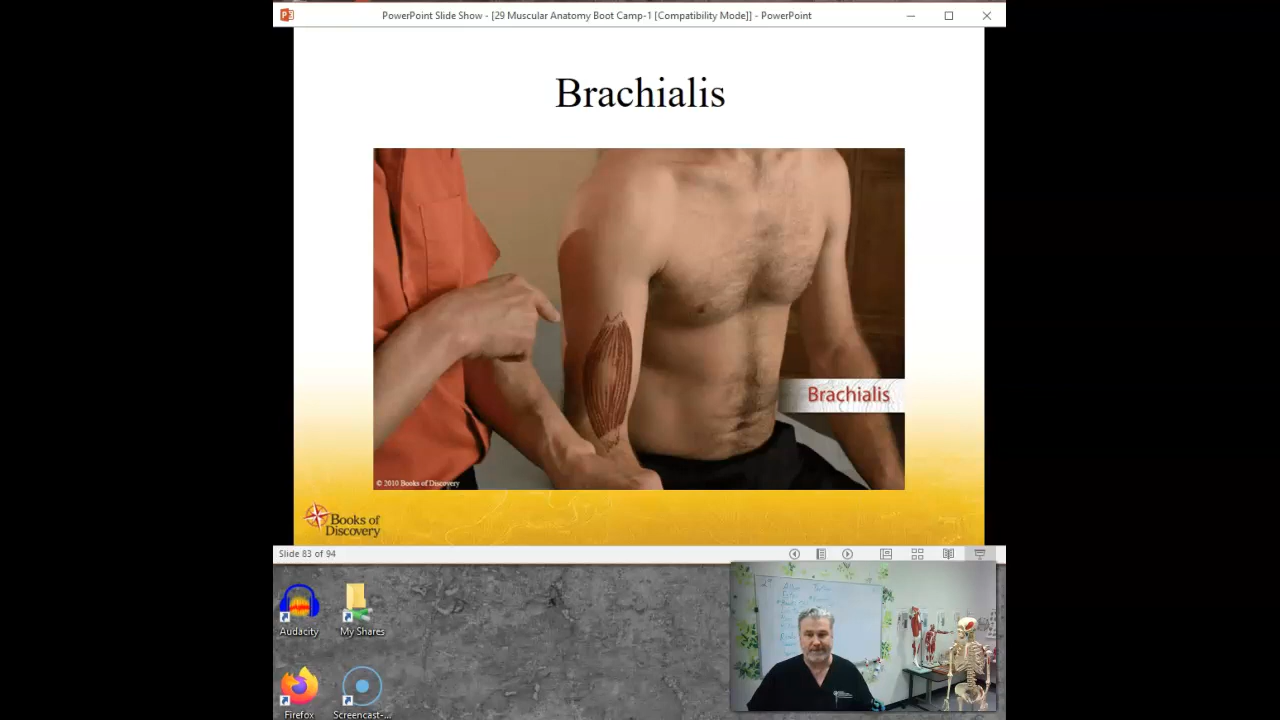 PowerPoint Slide Show - [29 Muscular Anatomy Boot Camp-1 [Compatibility Mode]] - PowerPoint
Brachialis
Brachialis
© 2010 Books of Discovery
Books of
Discovery
Slide 83 of 94
Audacity
My Shares
Firefox
Screencast-...